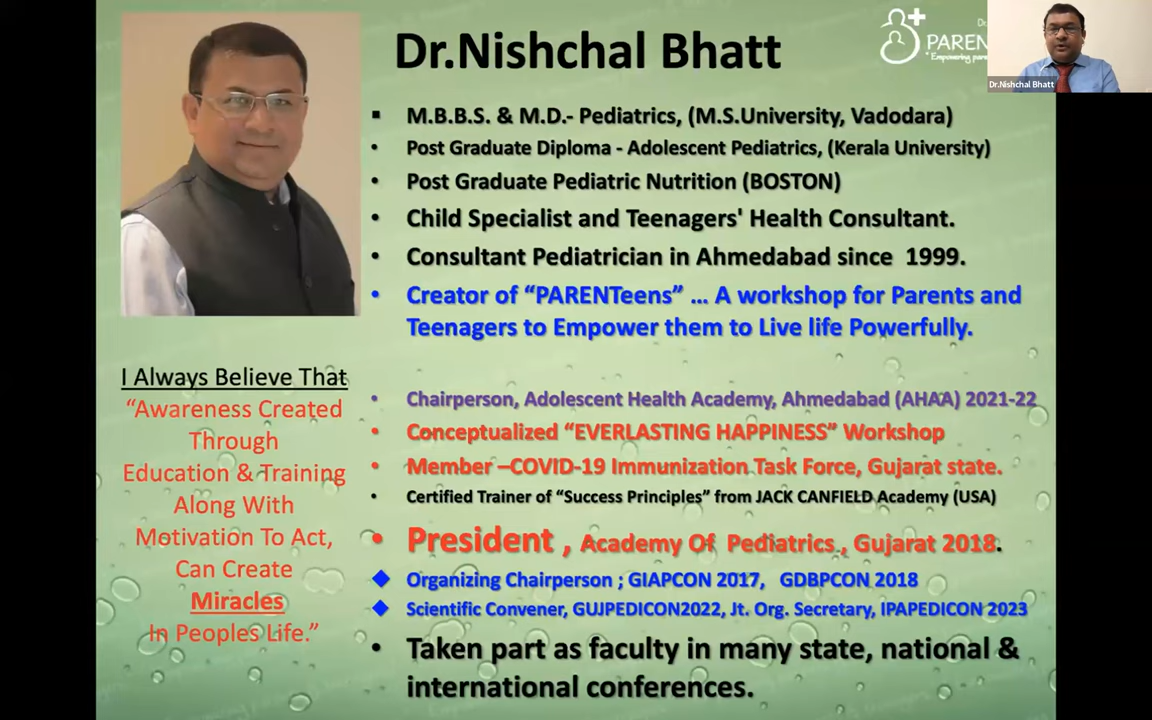 Dr.Nishchal Bhatt
PAREN
"Empowering
Dr.Nishchal Bhatt
M.B.B.S. & M.D.- Pediatrics, (M.S.University, Vadodara)
Post Graduate Diploma - Adolescent Pediatrics, (Kerala University)
Post Graduate Pediatric Nutrition (BOSTON)
Child Specialist and Teenagers' Health Consultant.
Consultant Pediatrician in Ahmedabad since 1999.
Creator of “PARENTeens” … A workshop for Parents and
Teenagers to Empower them to Live life Powerfully.
I Always Believe That
“Awareness Created
Through
Education & Training
Along With
Motivation To Act,
Can Create
Miracles
In Peoples Life.”
Chairperson, Adolescent Health Academy, Ahmedabad (AHAA) 2021-22
Conceptualized “EVERLASTING HAPPINESS” Workshop
Member –COVID-19 Immunization Task Force, Gujarat state.
Certified Trainer of “Success Principles” from JACK CANFIELD Academy (USA)
President , Academy Of Pediatrics , Gujarat 2018.
Organizing Chairperson ; GIAPCON 2017, GDBPCON 2018
Scientific Convener, GUJPEDICON2022, Jt. Org. Secretary, IPAPEDICON 2023
Taken part as faculty in many state, national &
international conferences.